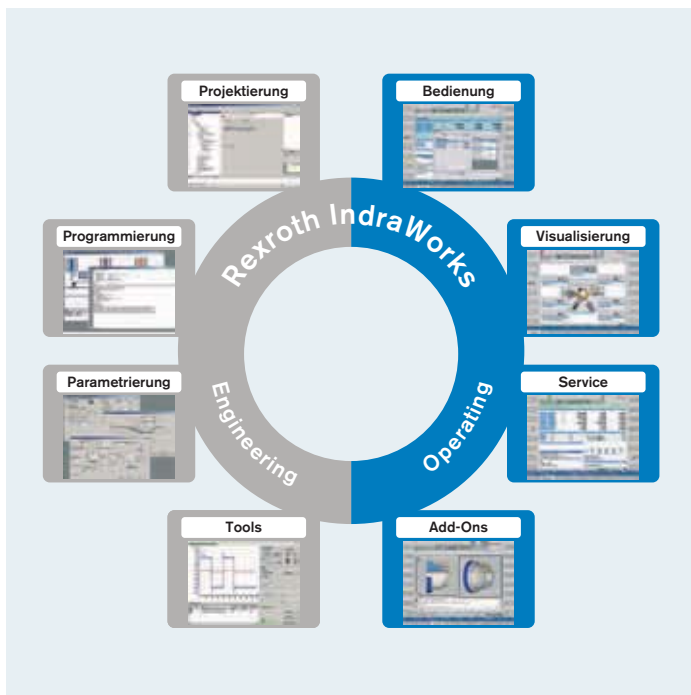 Projektierung
Bedienung
Rexroth IndraWorks
Programmierung
Visualisierung
Parametrierung
Service
Engineering
Operating
Tools
Add-Ons